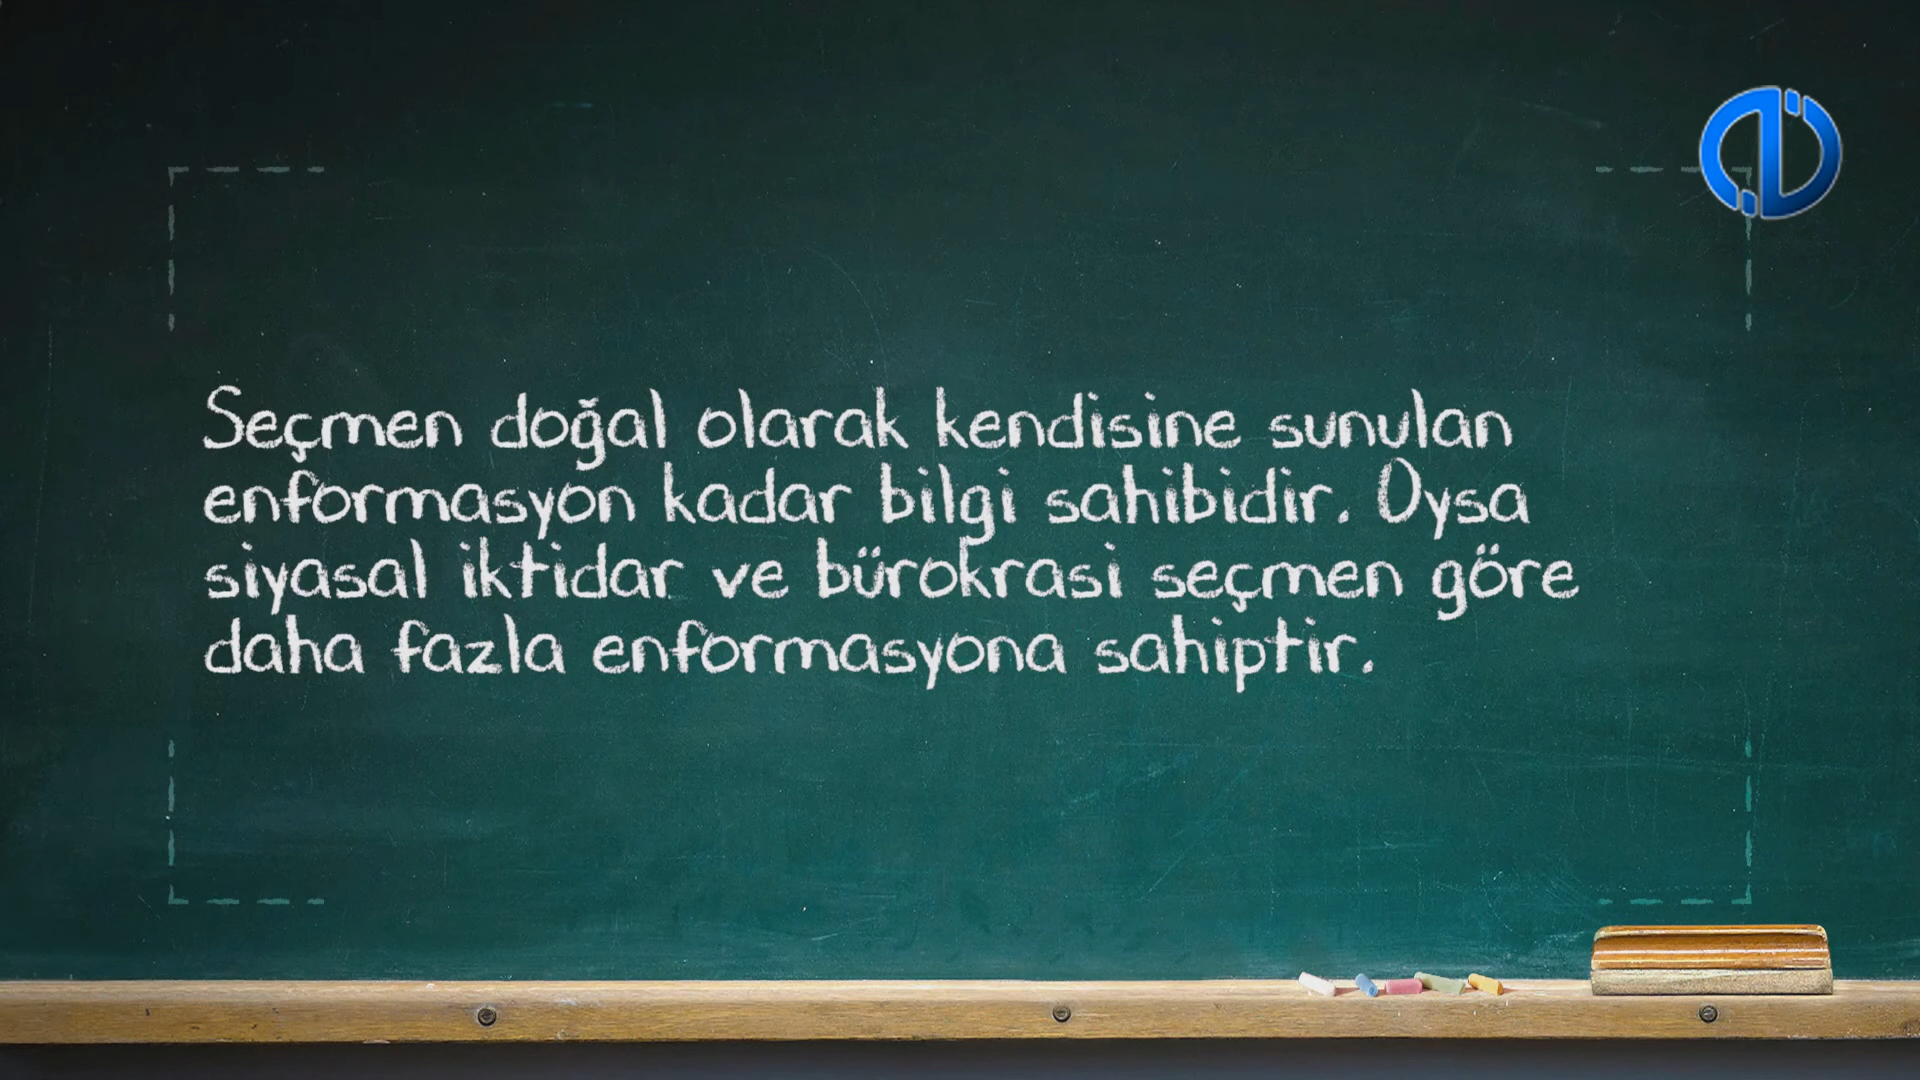 Seçmen doğal olarak kendisine sunulan
enformasyon kadar bilgi sahibidir. Oysa
siyasal iktidar ve bürokrasi seçmen göre
daha fazla enformasyona sahiptir.